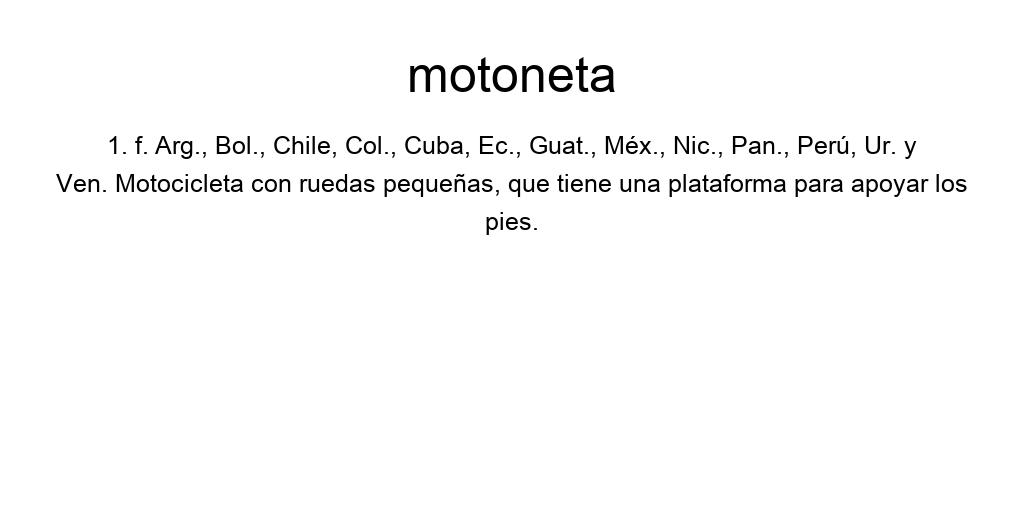 motoneta
1. f. Arg., Bol., Chile, Col., Cuba, Ec., Guat., Méx., Nic., Pan., Perú, Ur. y
Ven. Motocicleta con ruedas pequeñas, que tiene una plataforma para apoyar los
pies.